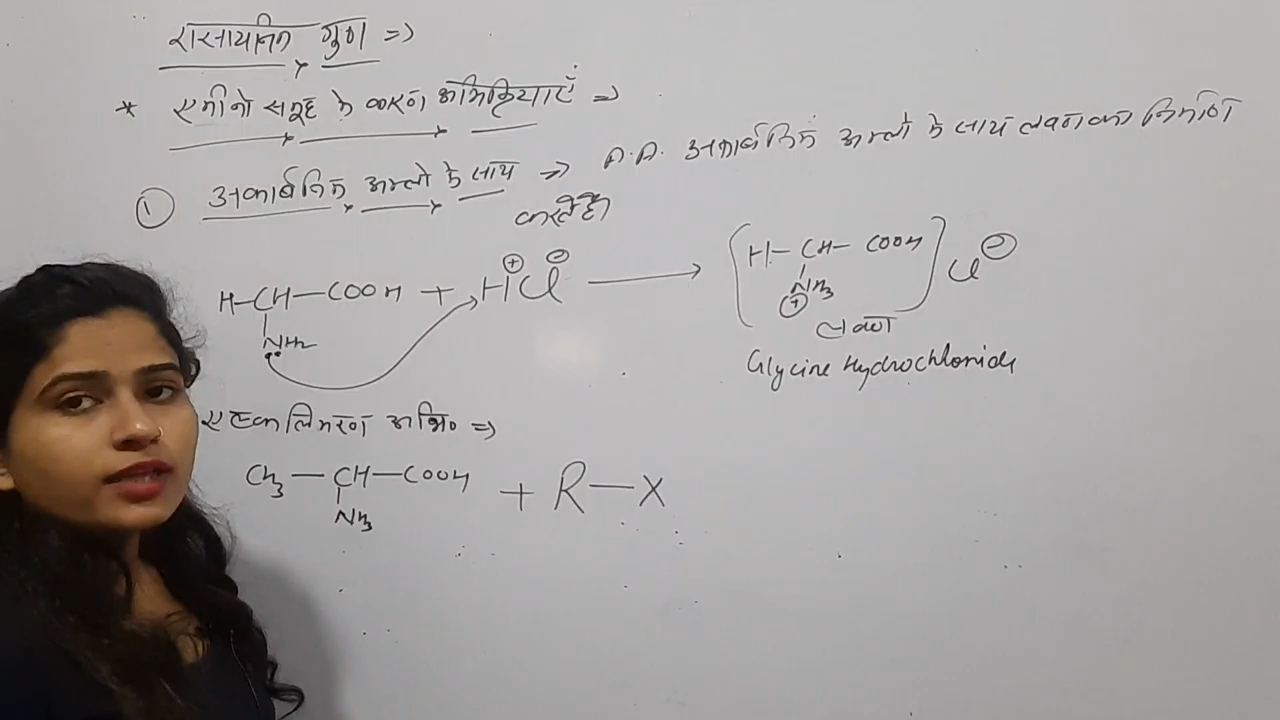 रासायनिक गुण ⇒
* एमीनो समूह के कारण अभिक्रियाएँ ⇒
① अकार्बनिक अम्लो के साथ ⇒ A.A. अकार्बनिक अम्लो के साथ लवण का निर्माण
करते है।
H-CH-COOH + H⊕Cl⊖ ⟶ (H-CH-COOH) Cl⊖
NH2 NH3
⊕
लवण
Glycine Hydrochloride
एल्कालिकरण अभि० ⇒
CH3-CH-COOH + R-X
NH3